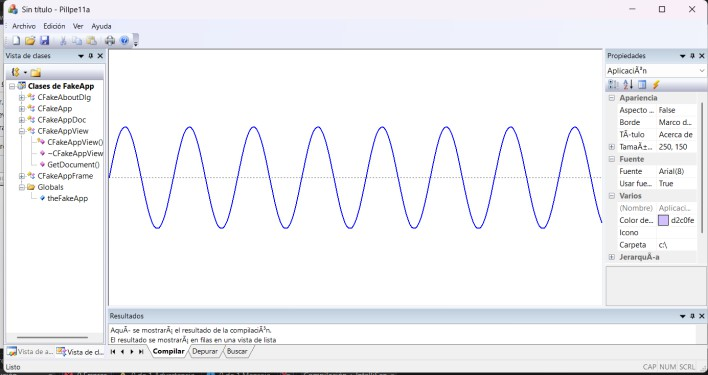 Sin título - Pillpe11a
Archivo Edición Ver Ayuda
Vista de clases
Clases de FakeApp
CFakeAboutDlg
CFakeApp
CFakeAppDoc
CFakeAppView
CFakeAppView()
~CFakeAppView
GetDocument()
CFakeAppFrame
Globals
theFakeApp
Vista de a... Vista de cl...
Propiedades
AplicaciÃ³n
Apariencia
Aspecto ... False
Borde Marco d...
TÃ­tulo Acerca de
TamaÃ±... 250, 150
Fuente
Fuente Arial(8)
Usar fue... True
Varios
(Nombre) Aplicaci...
Color de... d2c0fe
Icono
Carpeta c:\
JerarquÃ­a
Resultados
AquÃ­ se mostrarÃ¡ el resultado de la compilaciÃ³n.
El resultado se mostrarÃ¡ en filas en una vista de lista
Compilar Depurar Buscar
Listo
CAP NUM SCRL